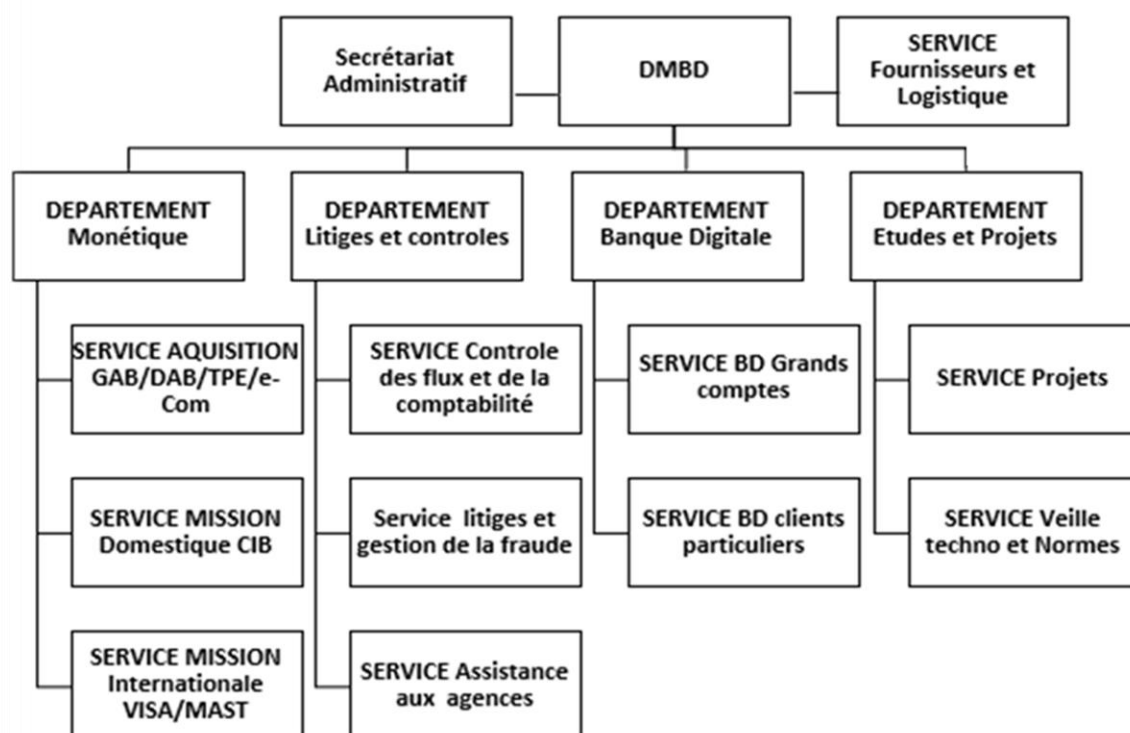 Secrétariat
Administratif
DMBD
SERVICE
Fournisseurs et
Logistique
DEPARTEMENT
Monétique
DEPARTEMENT
Litiges et controles
DEPARTEMENT
Banque Digitale
DEPARTEMENT
Etudes et Projets
SERVICE AQUISITION
GAB/DAB/TPE/e-
Com
SERVICE Controle
des flux et de la
comptabilité
SERVICE BD Grands
comptes
SERVICE Projets
SERVICE MISSION
Domestique CIB
Service litiges et
gestion de la fraude
SERVICE BD clients
particuliers
SERVICE Veille
techno et Normes
SERVICE MISSION
Internationale
VISA/MAST
SERVICE Assistance
aux agences